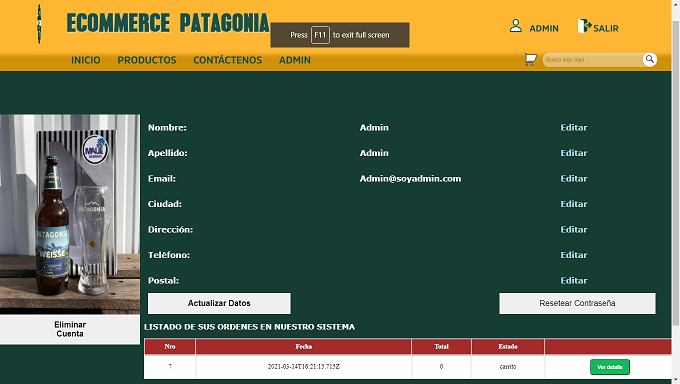 ECOMMERCE PATAGONIA
Press F11 to exit full screen
ADMIN
SALIR
INICIO PRODUCTOS CONTÁCTENOS ADMIN
Busca algo aqui...
Nombre: Admin Editar
Apellido: Admin Editar
Email: Admin@soyadmin.com Editar
Ciudad: Editar
Dirección: Editar
Teléfono: Editar
Postal: Editar
PATAGONIA
WEISSE
PATAGONIA
Actualizar Datos
Resetear Contraseña
Eliminar
Cuenta
LISTADO DE SUS ORDENES EN NUESTRO SISTEMA
Nro Fecha Total Estado
7 2021-03-14T16:21:15.715Z 0 carrito Ver detalle